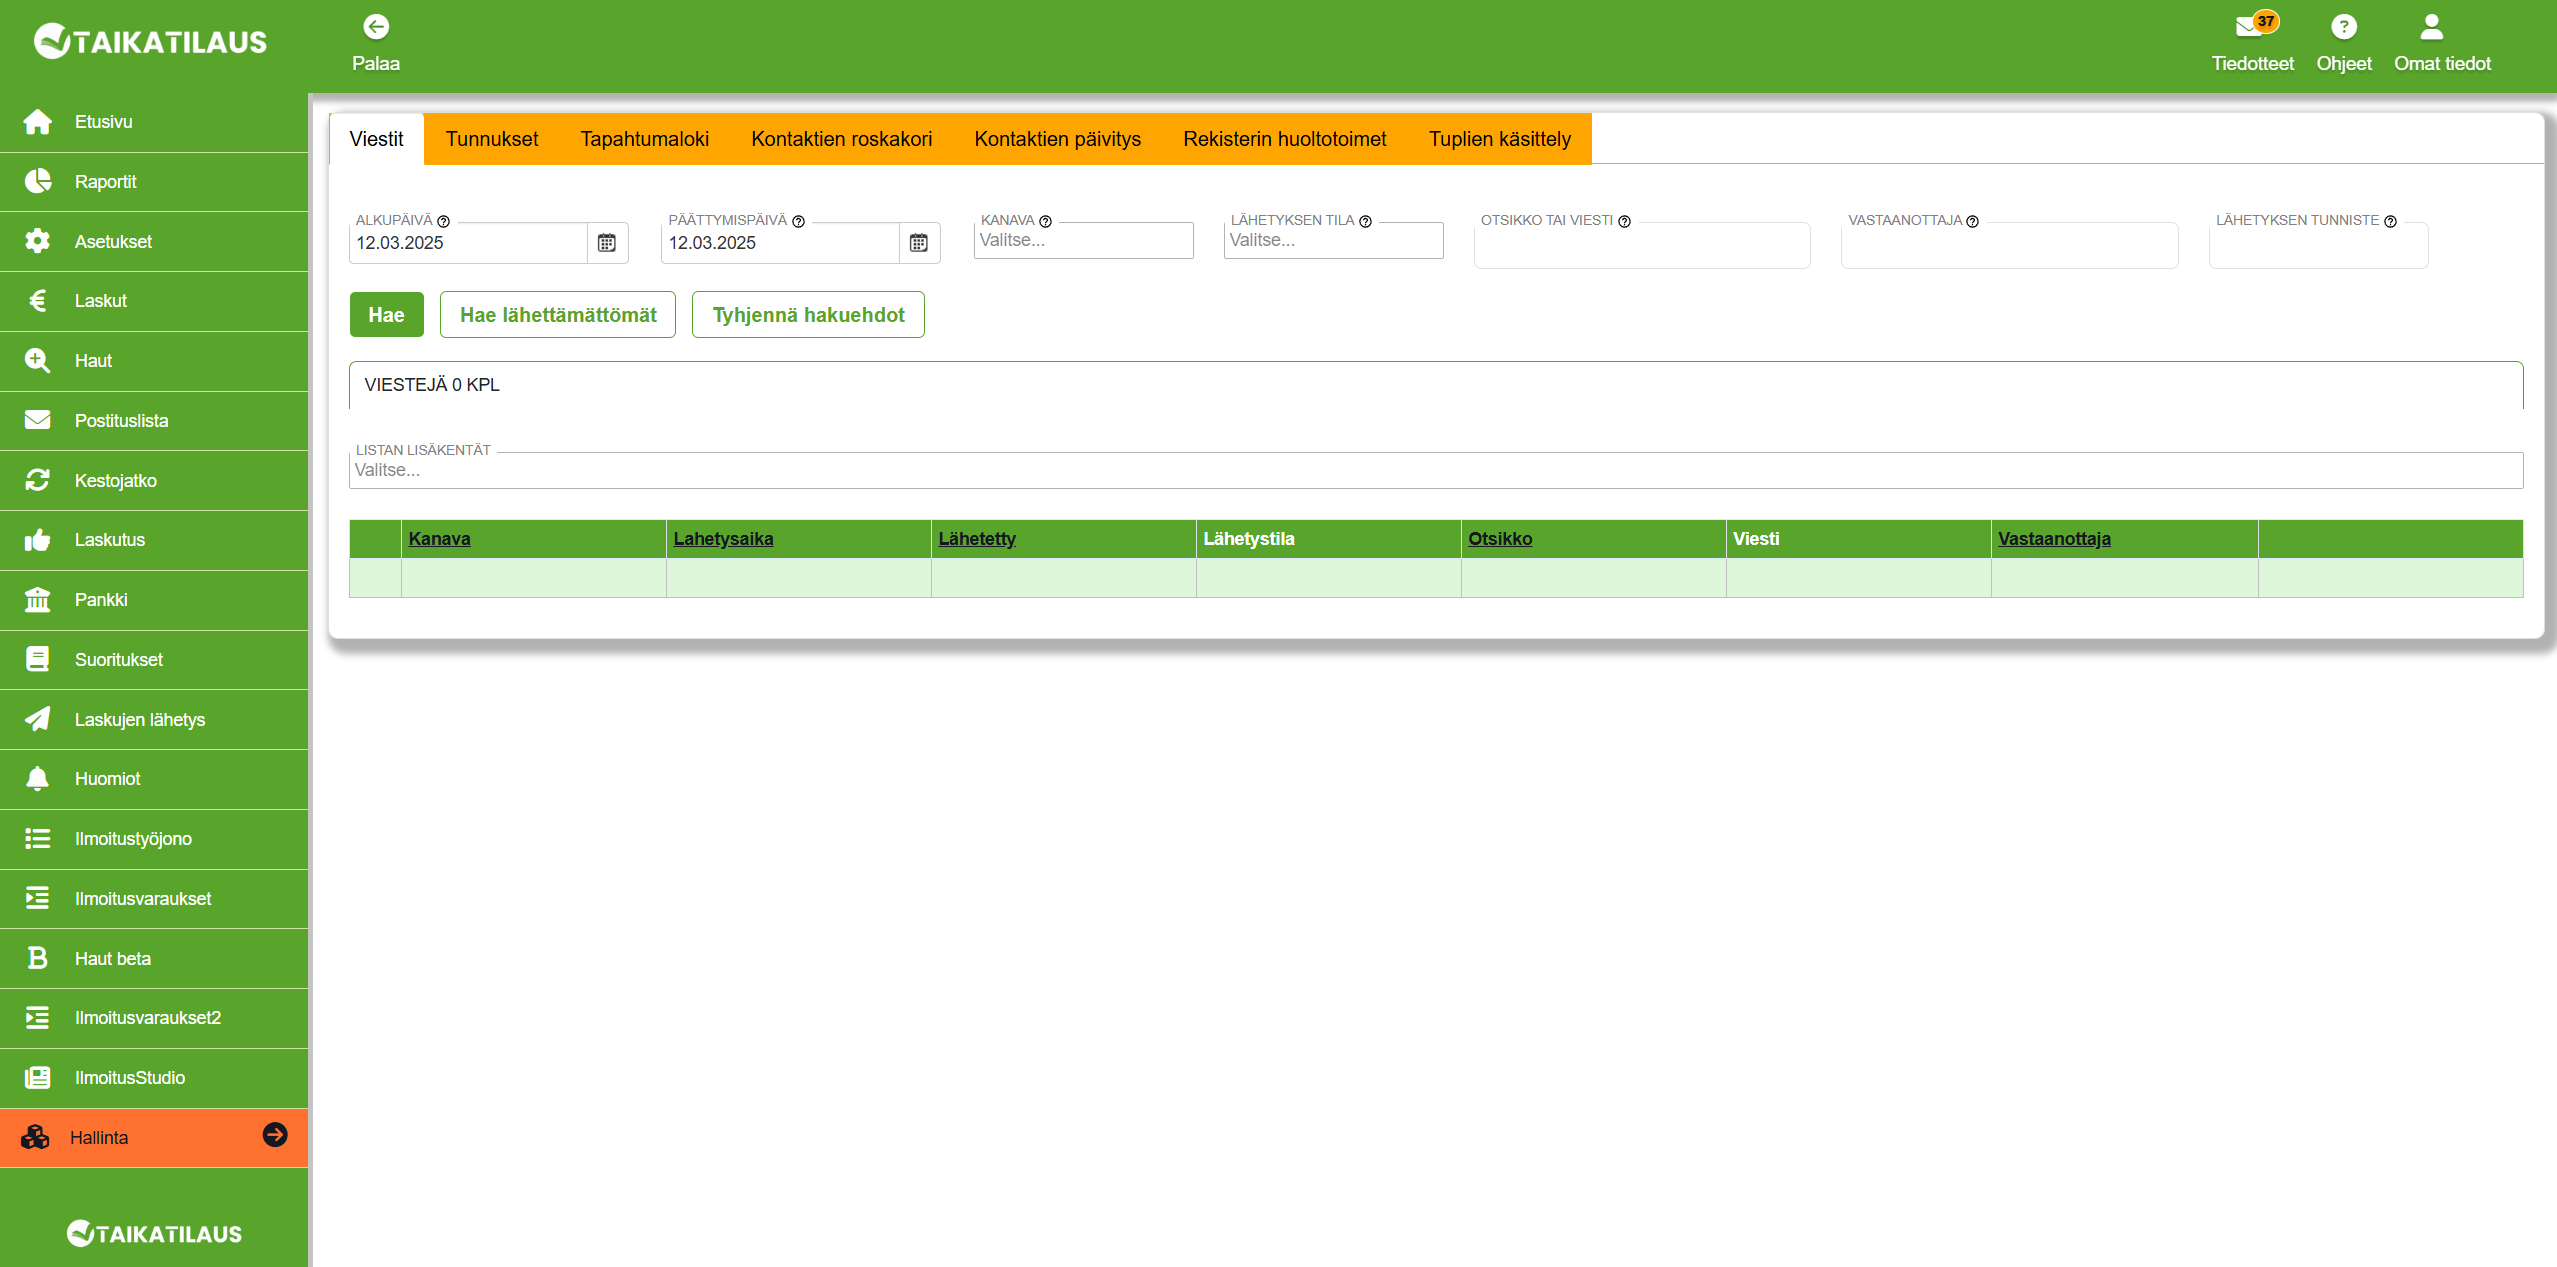 TAIKATILAUS
Palaa
37
Tiedotteet
Ohjeet
Omat tiedot
Etusivu
Raportit
Asetukset
Laskut
Haut
Postituslista
Kestojatko
Laskutus
Pankki
Suoritukset
Laskujen lähetys
Huomiot
Ilmoitustyöjono
Ilmoitusvaraukset
Haut beta
Ilmoitusvaraukset2
IlmoitusStudio
Hallinta
TAIKATILAUS
Viestit Tunnukset Tapahtumaloki Kontaktien roskakori Kontaktien päivitys Rekisterin huoltotoimet Tuplien käsittely
ALKUPÄIVÄ PÄÄTTYMISPÄIVÄ KANAVA LÄHETYKSEN TILA OTSIKKO TAI VIESTI VASTAANOTTAJA LÄHETYKSEN TUNNISTE
12.03.2025 12.03.2025 Valitse... Valitse...
Hae Hae lähettämättömät Tyhjennä hakuehdot
VIESTEJÄ 0 KPL
LISTAN LISÄKENTÄT
Valitse...
Kanava Lahetysaika Lähetetty Lähetystila Otsikko Viesti Vastaanottaja